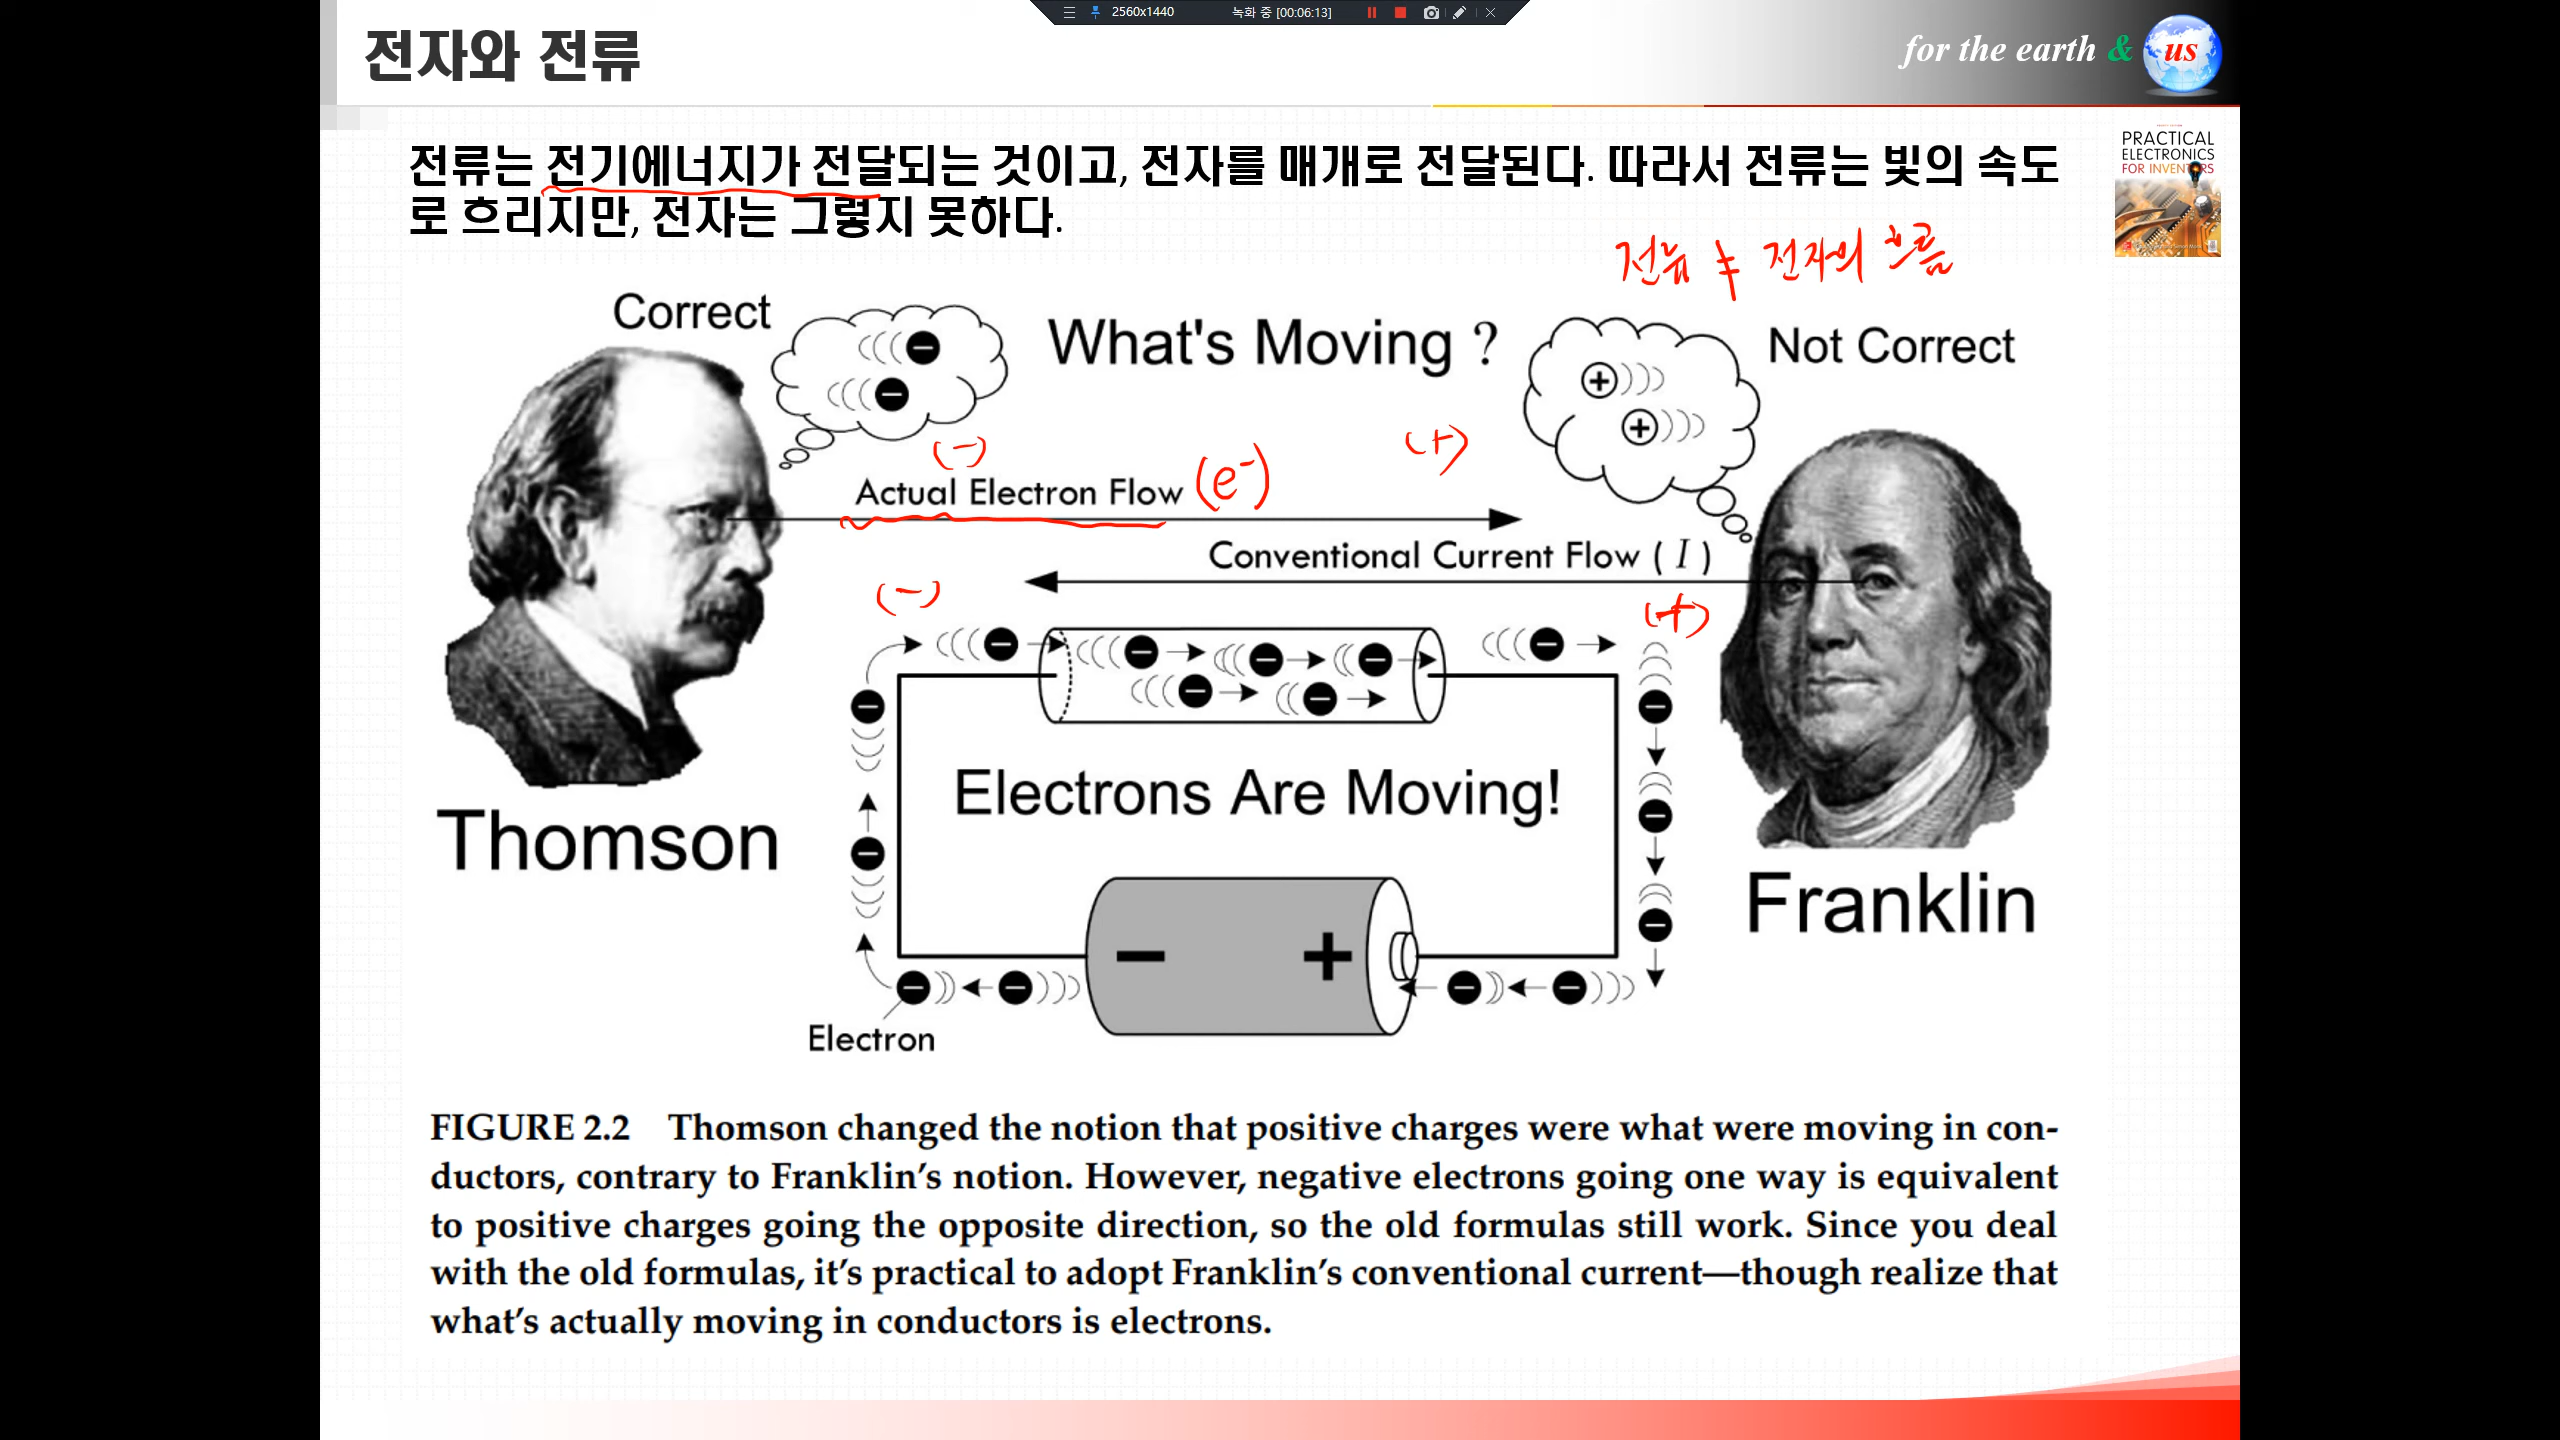 2560x1440 녹화 중 [00:06:13]
전자와 전류
for the earth & us
전류는 전기에너지가 전달되는 것이고, 전자를 매개로 전달된다. 따라서 전류는 빛의 속도
로 흐리지만, 전자는 그렇지 못하다.
PRACTICAL
ELECTRONICS
FOR INVENTORS
전류 ≠ 전자의 흐름
Correct
What's Moving ?
Not Correct
(-)
(+)
Actual Electron Flow (e-)
Conventional Current Flow ( I )
(-)
(+)
Electrons Are Moving!
Thomson
Franklin
− +
Electron
FIGURE 2.2 Thomson changed the notion that positive charges were what were moving in con-
ductors, contrary to Franklin's notion. However, negative electrons going one way is equivalent
to positive charges going the opposite direction, so the old formulas still work. Since you deal
with the old formulas, it's practical to adopt Franklin's conventional current—though realize that
what's actually moving in conductors is electrons.